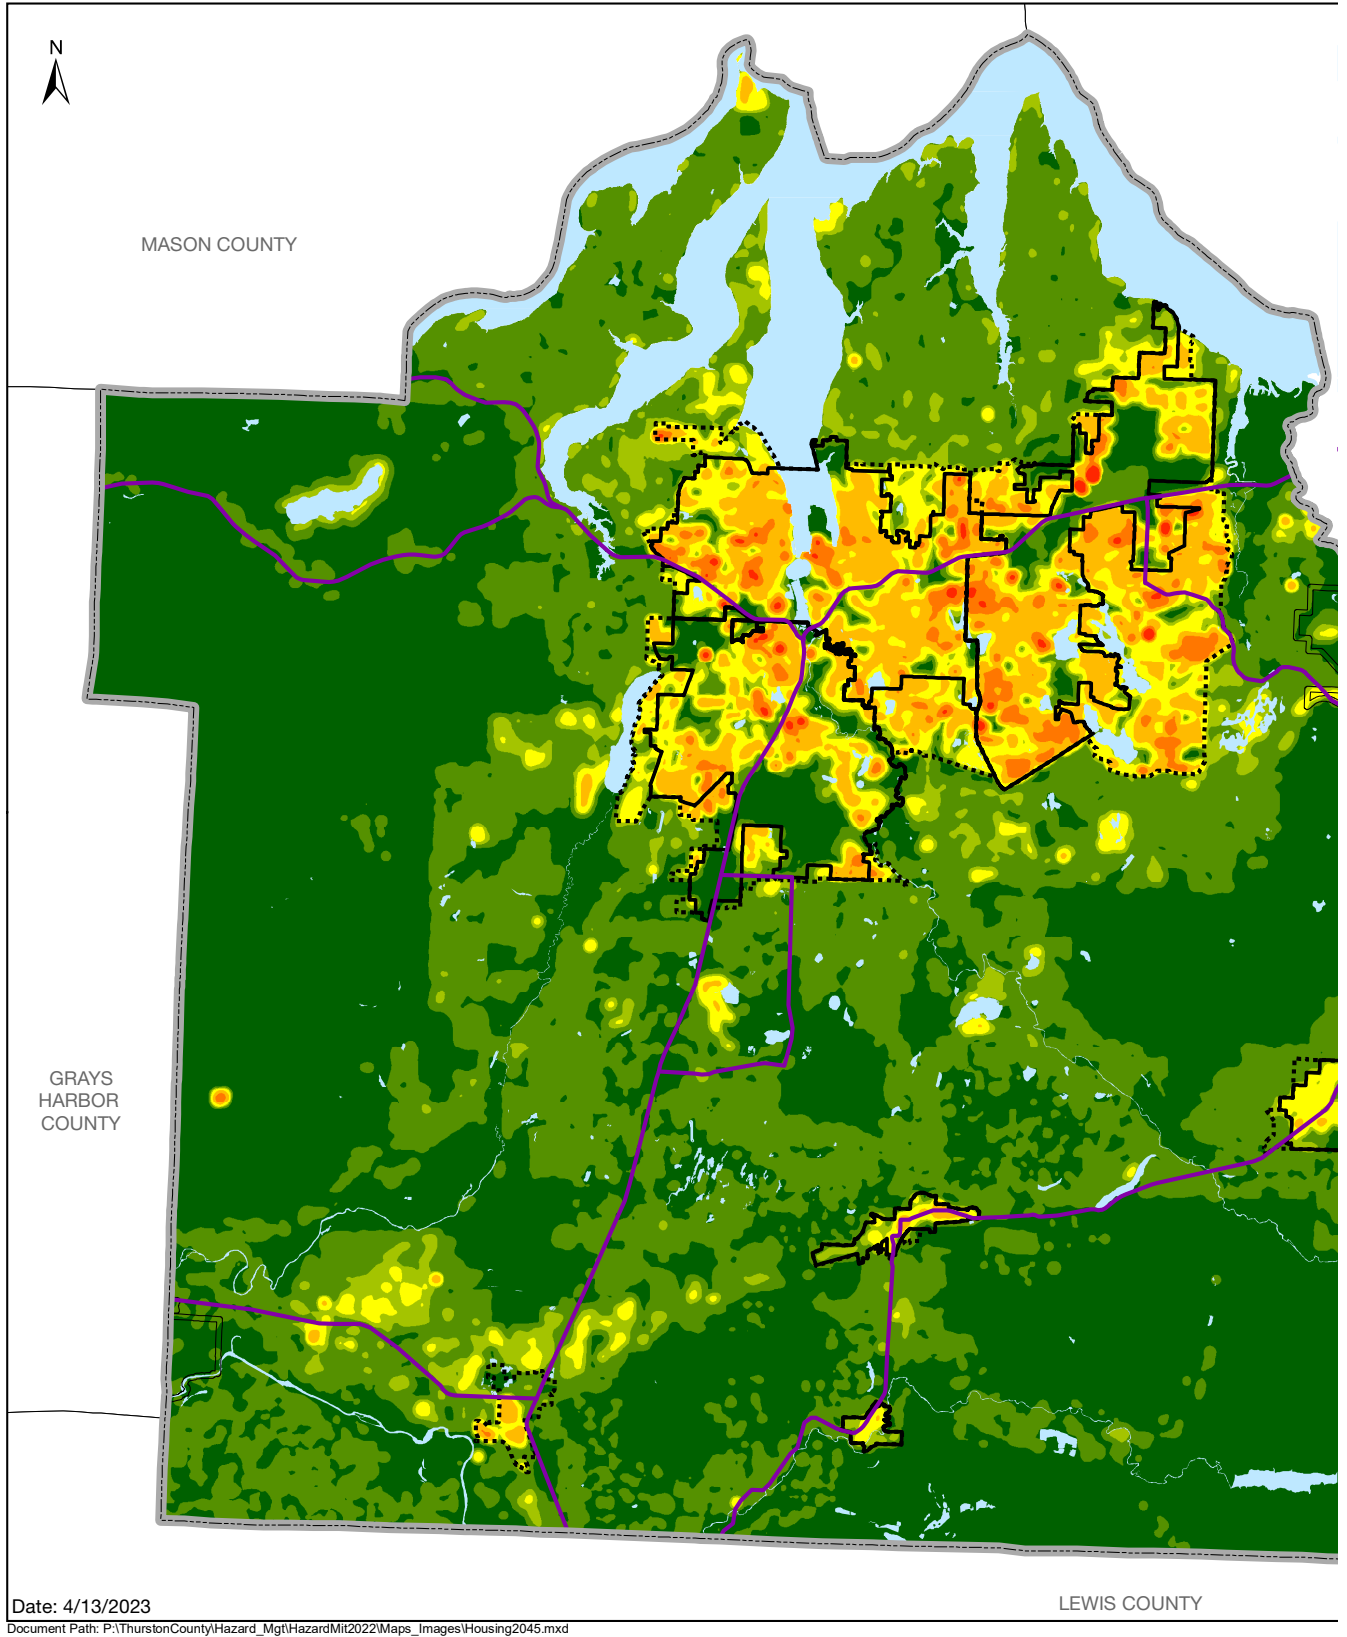 N
MASON COUNTY
GRAYS
HARBOR
COUNTY
LEWIS COUNTY
Date: 4/13/2023
Document Path: P:\ThurstonCounty\Hazard_Mgt\HazardMit2022\Maps_Images\Housing2045.mxd